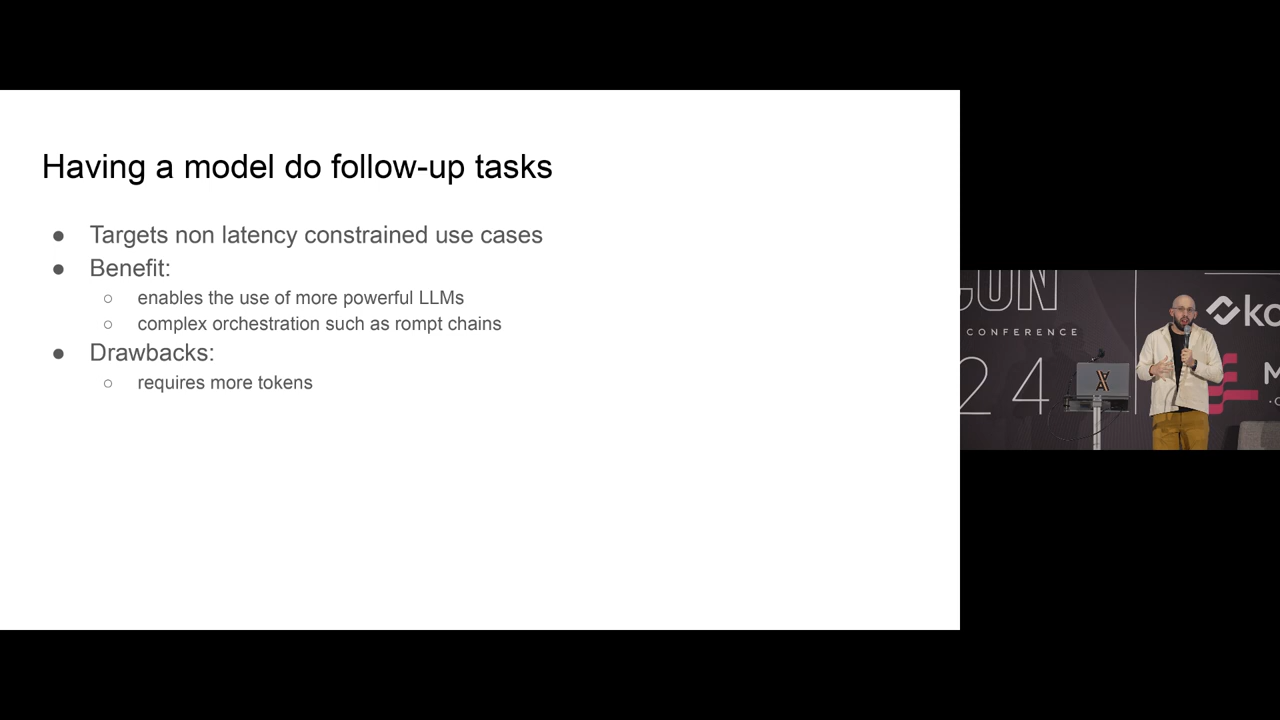 Having a model do follow-up tasks
● Targets non latency constrained use cases
● Benefit:
○ enables the use of more powerful LLMs
○ complex orchestration such as rompt chains
● Drawbacks:
○ requires more tokens
CONFERENCE
24